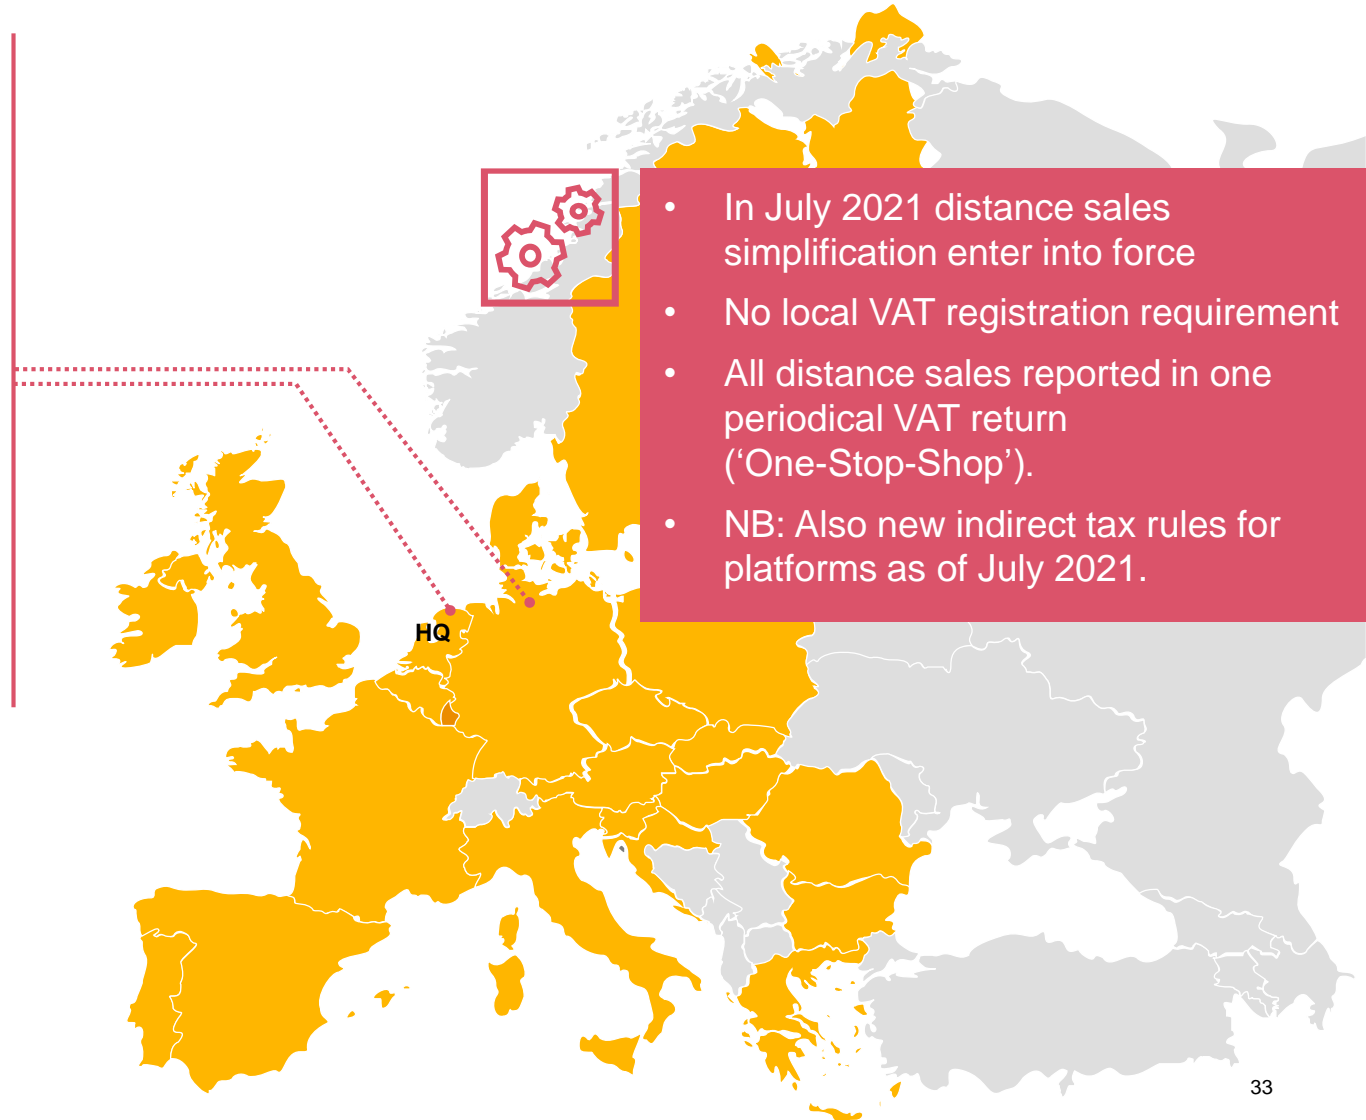 • In July 2021 distance sales
simplification enter into force
• No local VAT registration requirement
• All distance sales reported in one
periodical VAT return
(‘One-Stop-Shop’).
• NB: Also new indirect tax rules for
platforms as of July 2021.
HQ
33